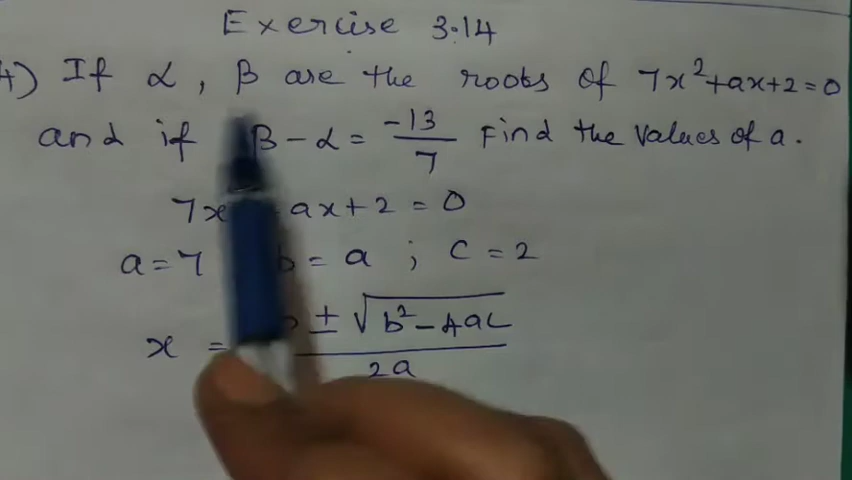 Exercise 3.14
4) If α, β are the roots of 7x²+ax+2=0
and if β-α = -13/7 Find the values of a.
7x ax+2 = 0
a=7 b = a ; c = 2
x = ± √b²-4ac / 2a